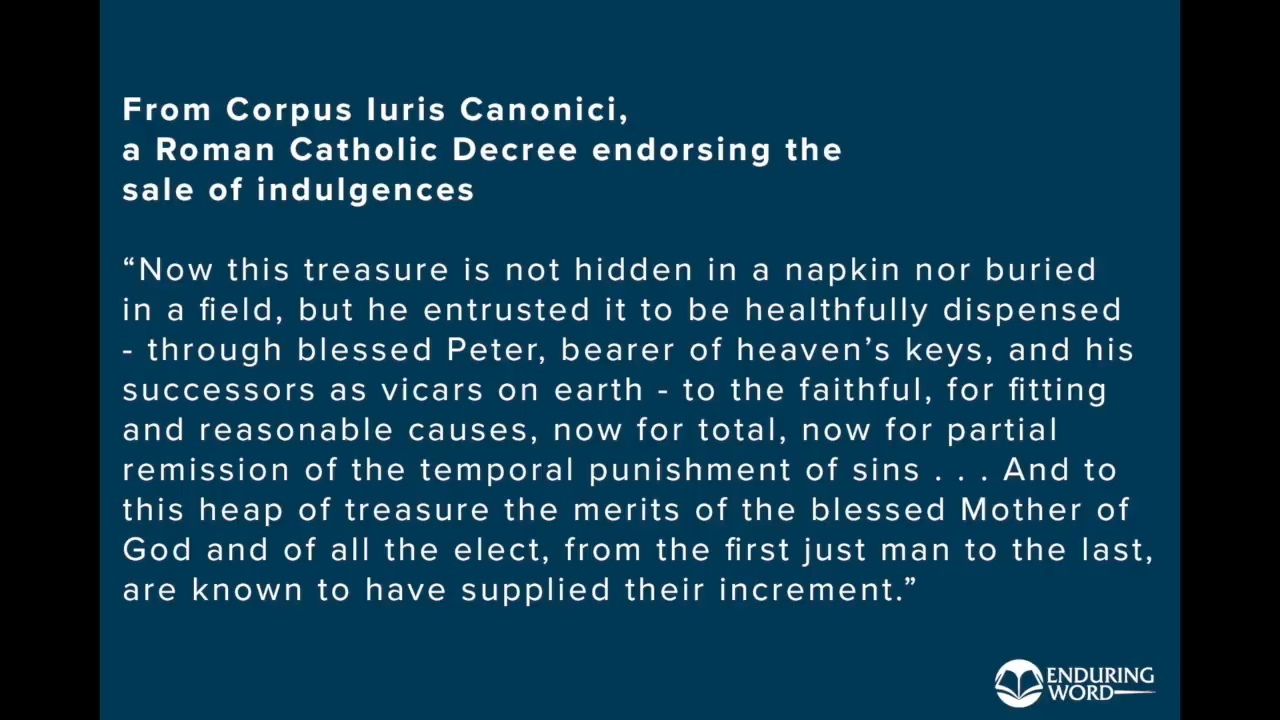 From Corpus Iuris Canonici,
a Roman Catholic Decree endorsing the
sale of indulgences
“Now this treasure is not hidden in a napkin nor buried
in a field, but he entrusted it to be healthfully dispensed
- through blessed Peter, bearer of heaven’s keys, and his
successors as vicars on earth - to the faithful, for fitting
and reasonable causes, now for total, now for partial
remission of the temporal punishment of sins . . . And to
this heap of treasure the merits of the blessed Mother of
God and of all the elect, from the first just man to the last,
are known to have supplied their increment.”
ENDURING
WORD